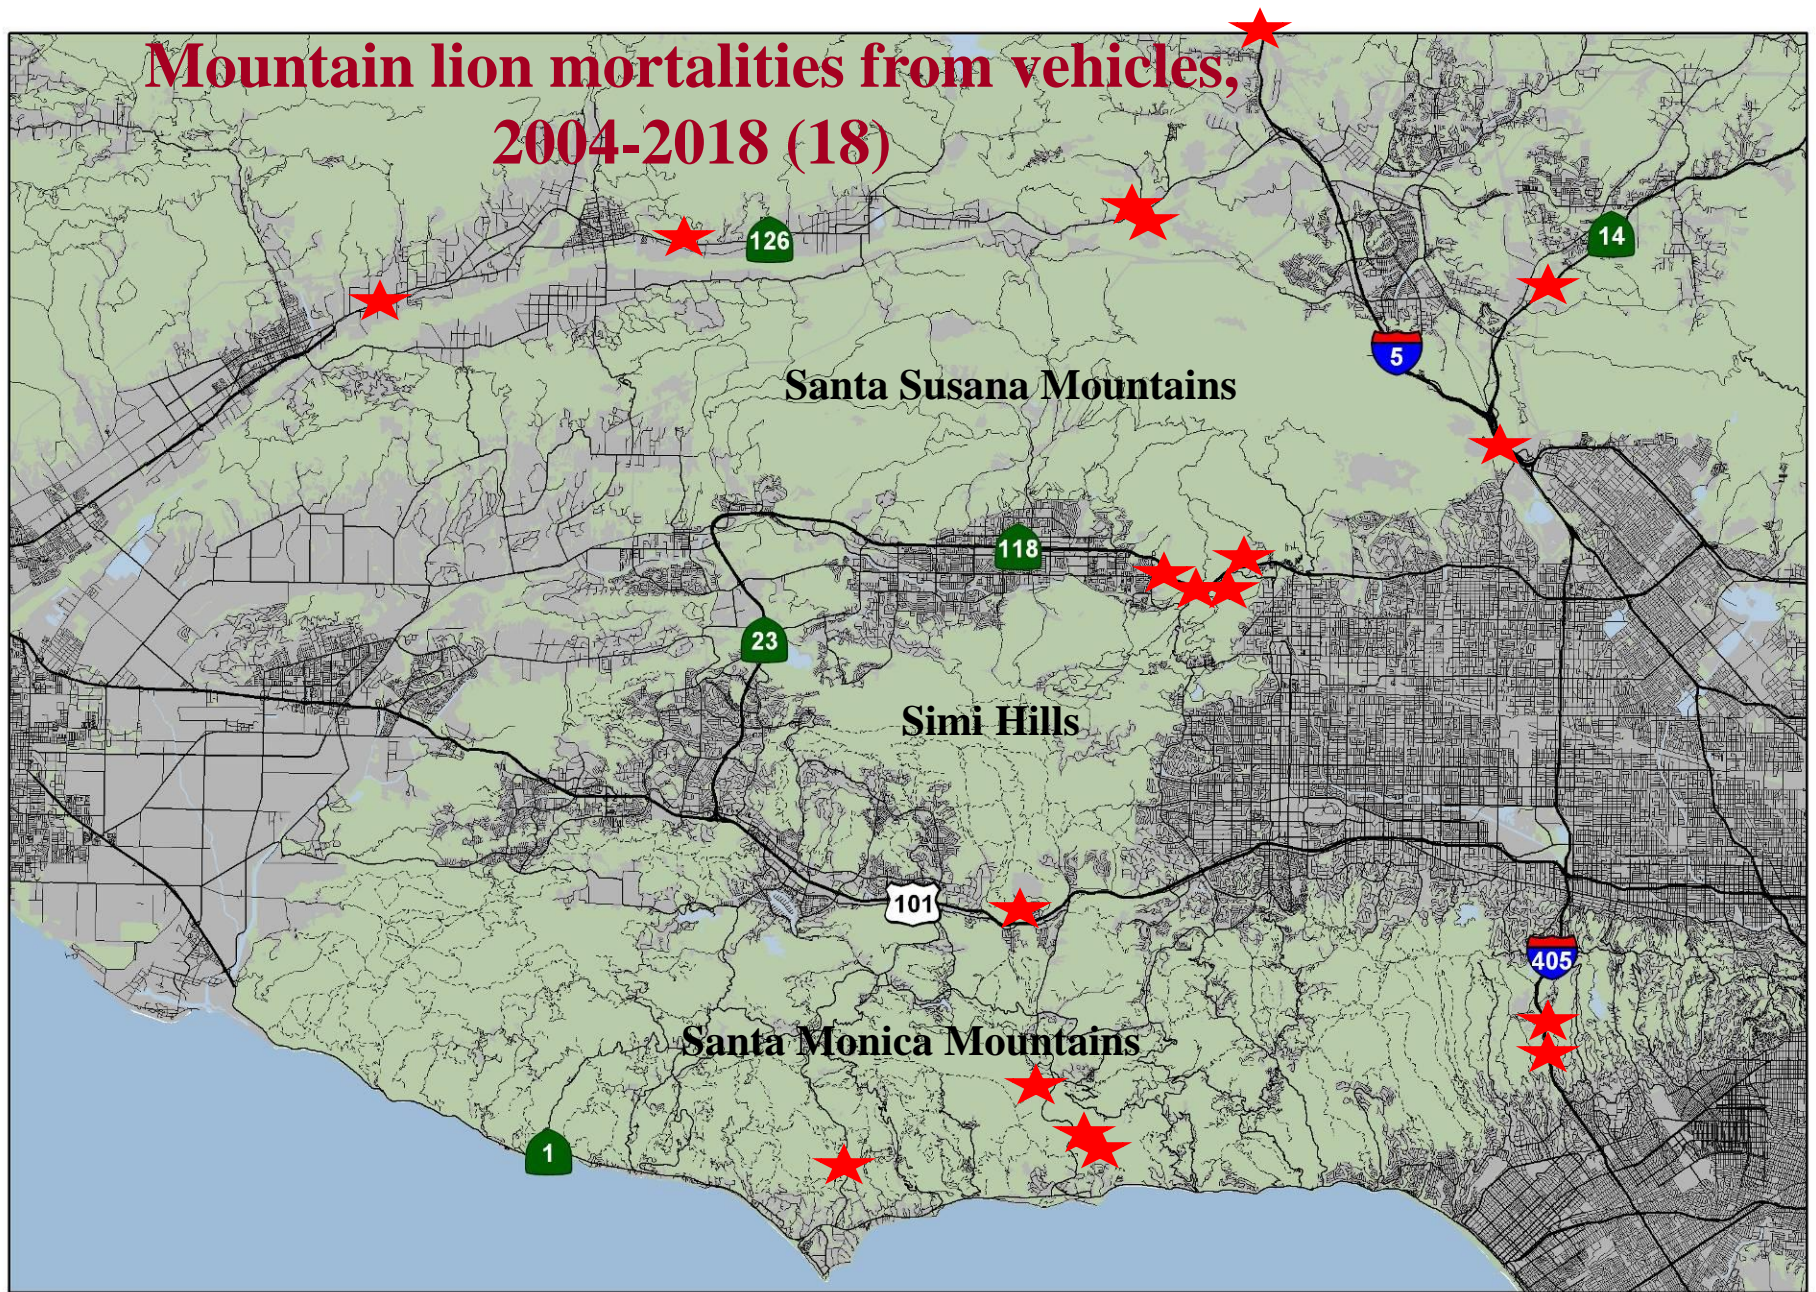 Mountain lion mortalities from vehicles,
2004-2018 (18)
126
14
5
Santa Susana Mountains
118
23
Simi Hills
101
405
Santa Monica Mountains
1